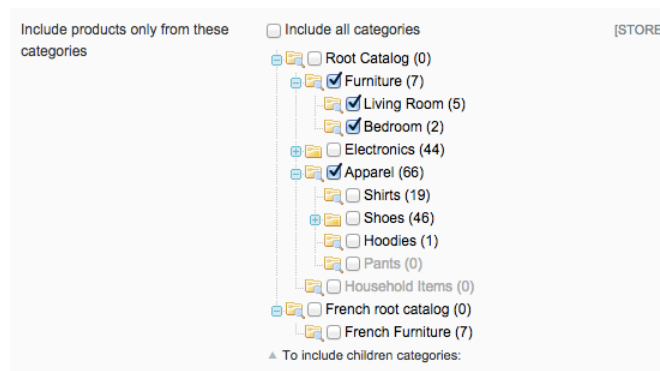 Include products only from these
categories
Include all categories
[STORE
Root Catalog (0)
Furniture (7)
Living Room (5)
Bedroom (2)
Electronics (44)
Apparel (66)
Shirts (19)
Shoes (46)
Hoodies (1)
Pants (0)
Household Items (0)
French root catalog (0)
French Furniture (7)
To include children categories: